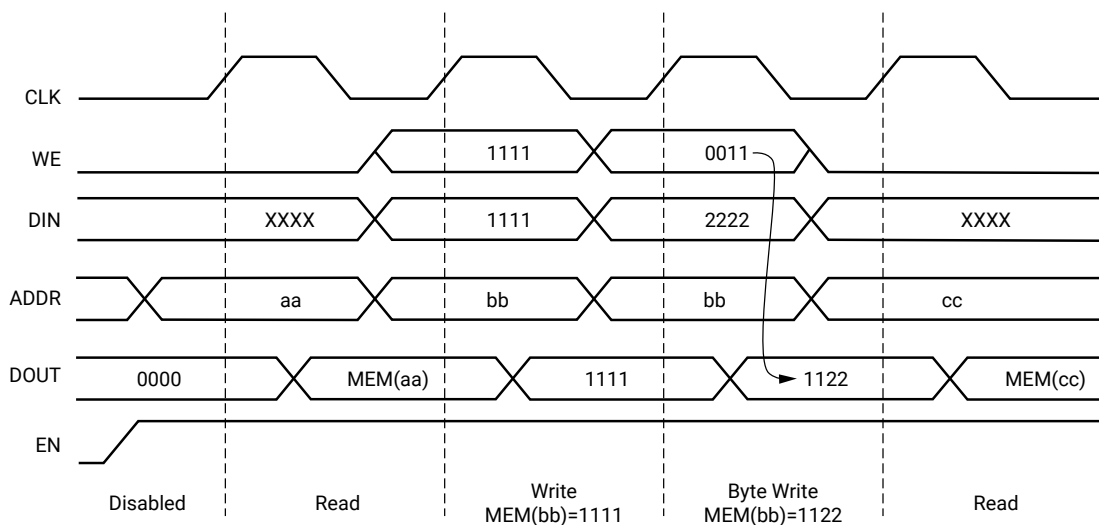 CLK
WE 1111 0011
DIN XXXX 1111 2222 XXXX
ADDR aa bb bb cc
DOUT 0000 MEM(aa) 1111 1122 MEM(cc)
EN
Disabled
Read
Write
MEM(bb)=1111
Byte Write
MEM(bb)=1122
Read